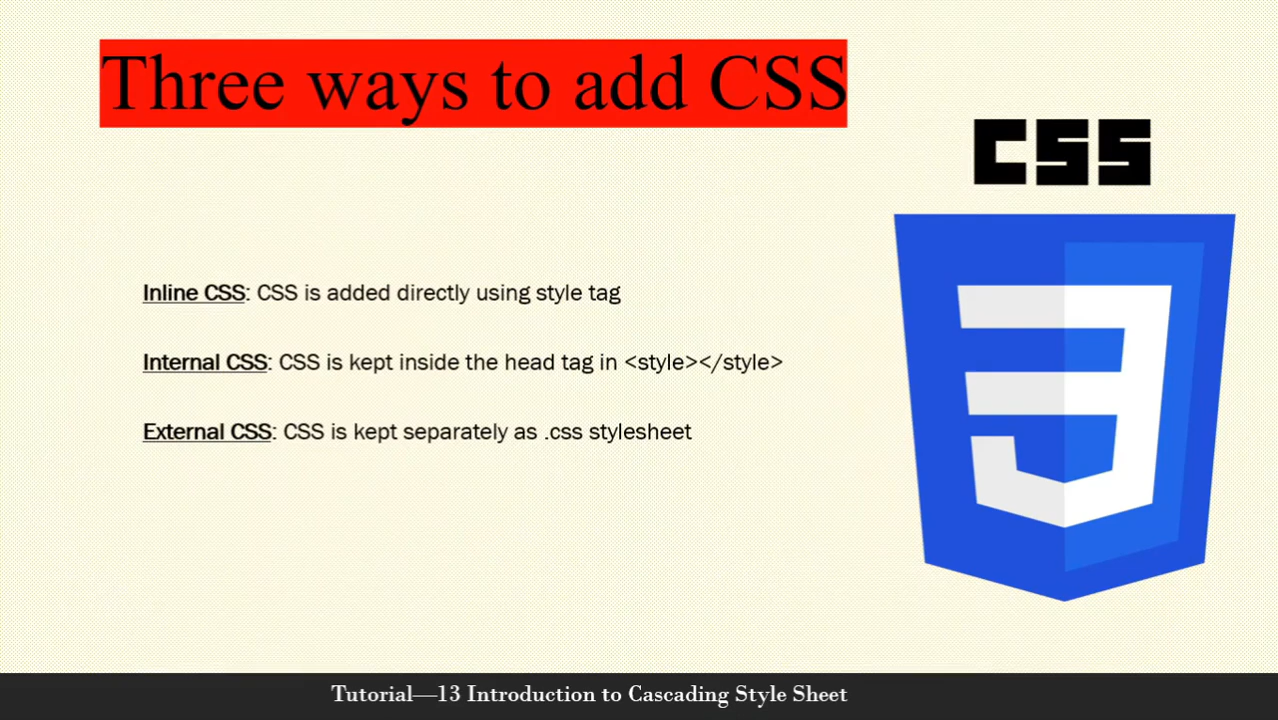 Three ways to add CSS
CSS
Inline CSS: CSS is added directly using style tag
Internal CSS: CSS is kept inside the head tag in <style></style>
External CSS: CSS is kept separately as .css stylesheet
Tutorial—13 Introduction to Cascading Style Sheet